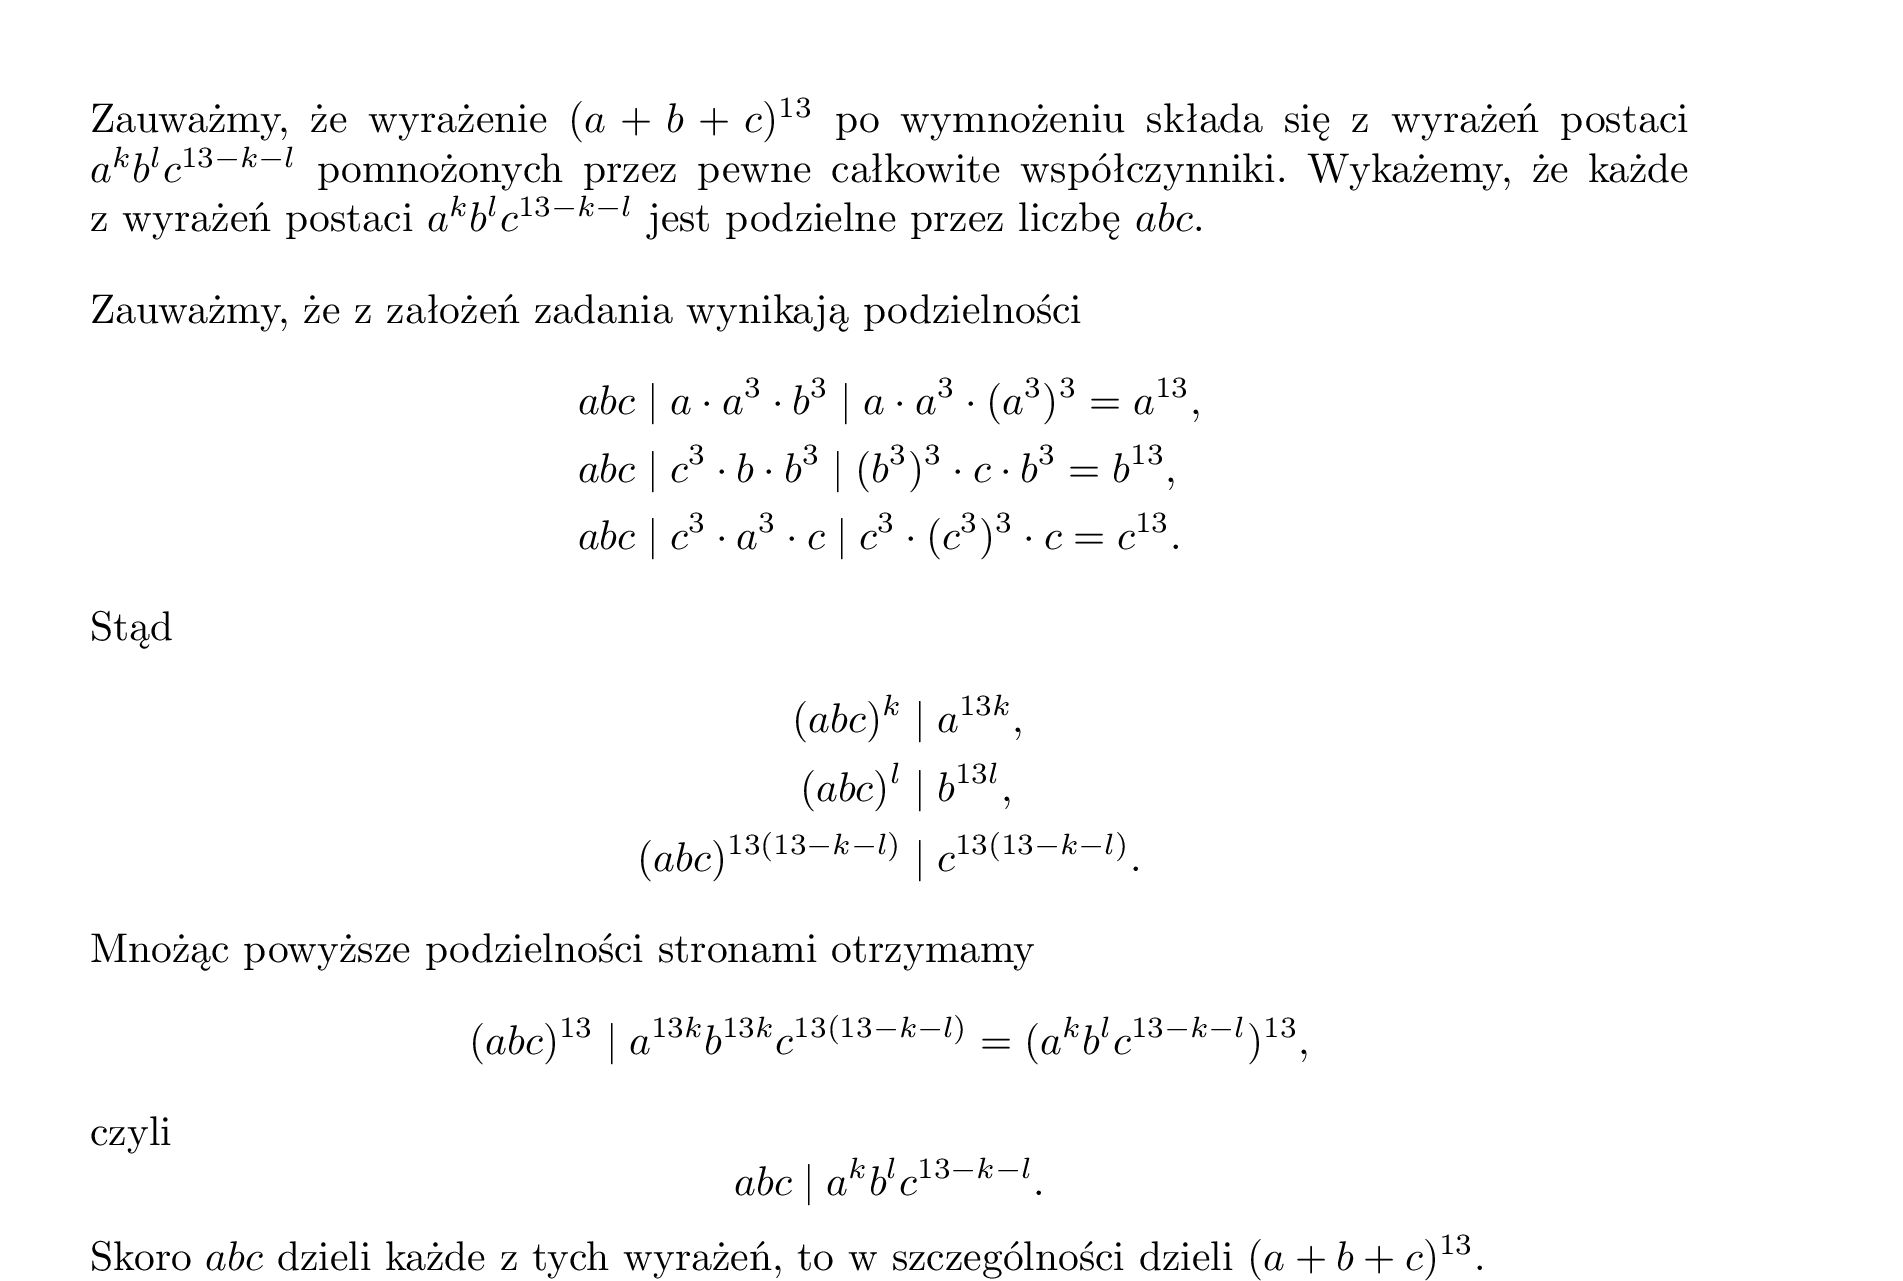 Zauważmy, że wyrażenie $(a + b + c)^{13}$ po wymnożeniu składa się z wyrażeń postaci
$a^k b^l c^{13-k-l}$ pomnożonych przez pewne całkowite współczynniki. Wykażemy, że każde
z wyrażeń postaci $a^k b^l c^{13-k-l}$ jest podzielne przez liczbę $abc$.
Zauważmy, że z założeń zadania wynikają podzielności
$abc \mid a \cdot a^3 \cdot b^3 \mid a \cdot a^3 \cdot (a^3)^3 = a^{13},$
$abc \mid c^3 \cdot b \cdot b^3 \mid (b^3)^3 \cdot c \cdot b^3 = b^{13},$
$abc \mid c^3 \cdot a^3 \cdot c \mid c^3 \cdot (c^3)^3 \cdot c = c^{13}.$
Stąd
$(abc)^k \mid a^{13k},$
$(abc)^l \mid b^{13l},$
$(abc)^{13(13-k-l)} \mid c^{13(13-k-l)}.$
Mnożąc powyższe podzielności stronami otrzymamy
$(abc)^{13} \mid a^{13k} b^{13k} c^{13(13-k-l)} = (a^k b^l c^{13-k-l})^{13},$
czyli
$abc \mid a^k b^l c^{13-k-l}.$
Skoro $abc$ dzieli każde z tych wyrażeń, to w szczególności dzieli $(a + b + c)^{13}$.